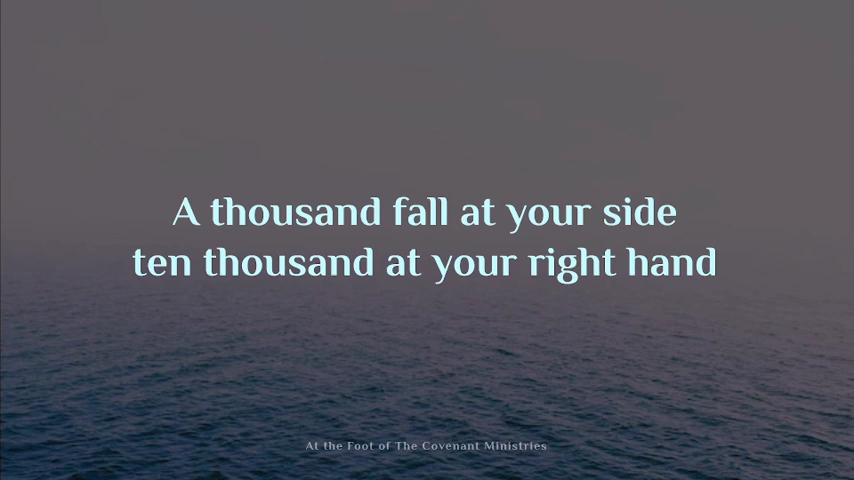 A thousand fall at your side
ten thousand at your right hand
At the Foot of The Covenant Ministries